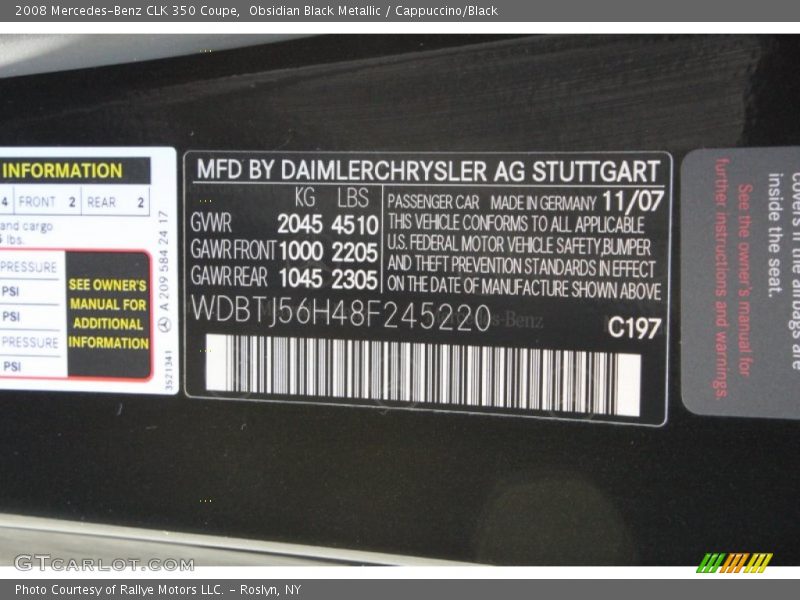 2008 Mercedes-Benz CLK 350 Coupe,  Obsidian Black Metallic / Cappuccino/Black
INFORMATION
4 FRONT 2 REAR 2
and cargo
lbs.
PRESSURE
PSI
PSI
PRESSURE
PSI
SEE OWNER'S
MANUAL FOR
ADDITIONAL
INFORMATION
A 209 584 24 17
3521341
MFD BY DAIMLERCHRYSLER AG STUTTGART
KG LBS
GVWR 2045 4510
GAWR FRONT 1000 2205
GAWR REAR 1045 2305
PASSENGER CAR MADE IN GERMANY 11/07
THIS VEHICLE CONFORMS TO ALL APPLICABLE
U.S. FEDERAL MOTOR VEHICLE SAFETY,BUMPER
AND THEFT PREVENTION STANDARDS IN EFFECT
ON THE DATE OF MANUFACTURE SHOWN ABOVE
WDBTJ56H48F245220
C197
covers if the airbags are
inside the seat.
See the owner's manual for
further instructions and warnings.
GTcarlot.com
Photo Courtesy of Rallye Motors LLC. – Roslyn, NY